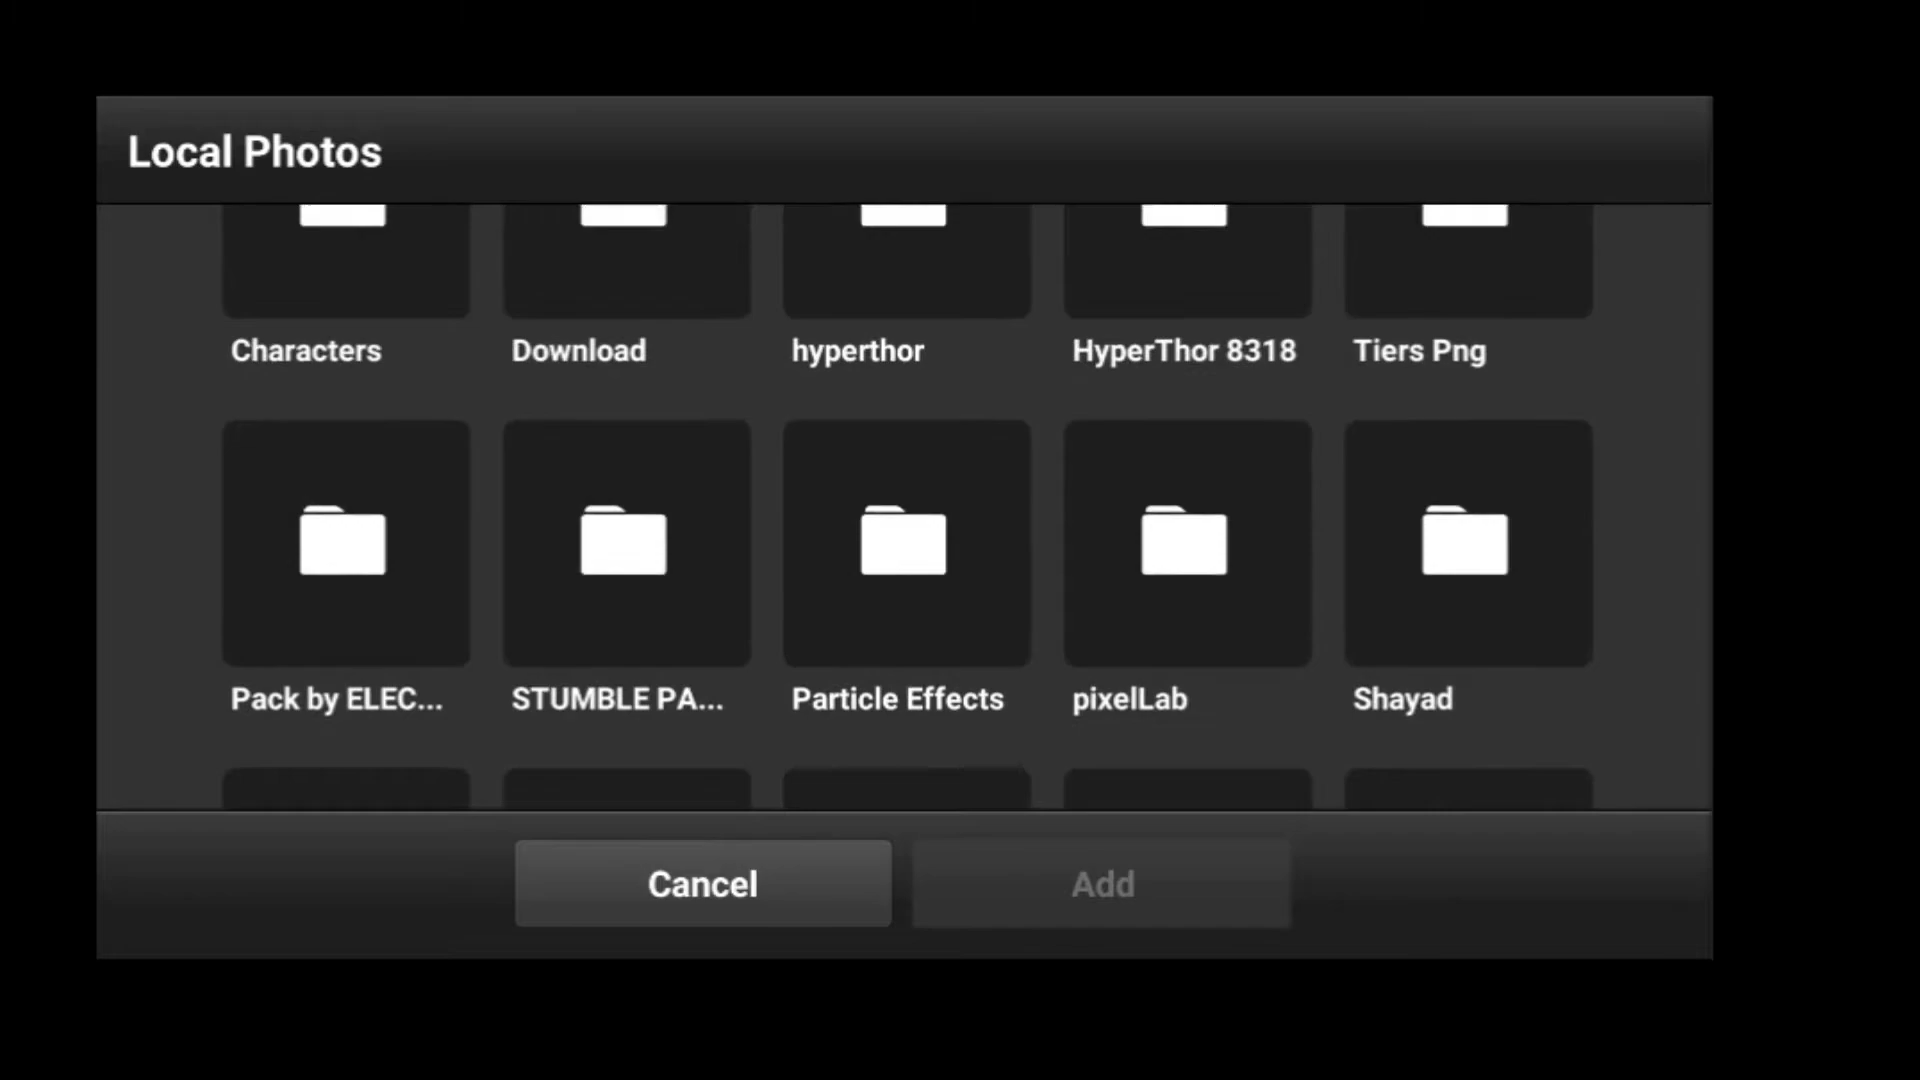 Local Photos
Characters
Download
hyperthor
HyperThor 8318
Tiers Png
Pack by ELEC...
STUMBLE PA...
Particle Effects
pixelLab
Shayad
Cancel
Add